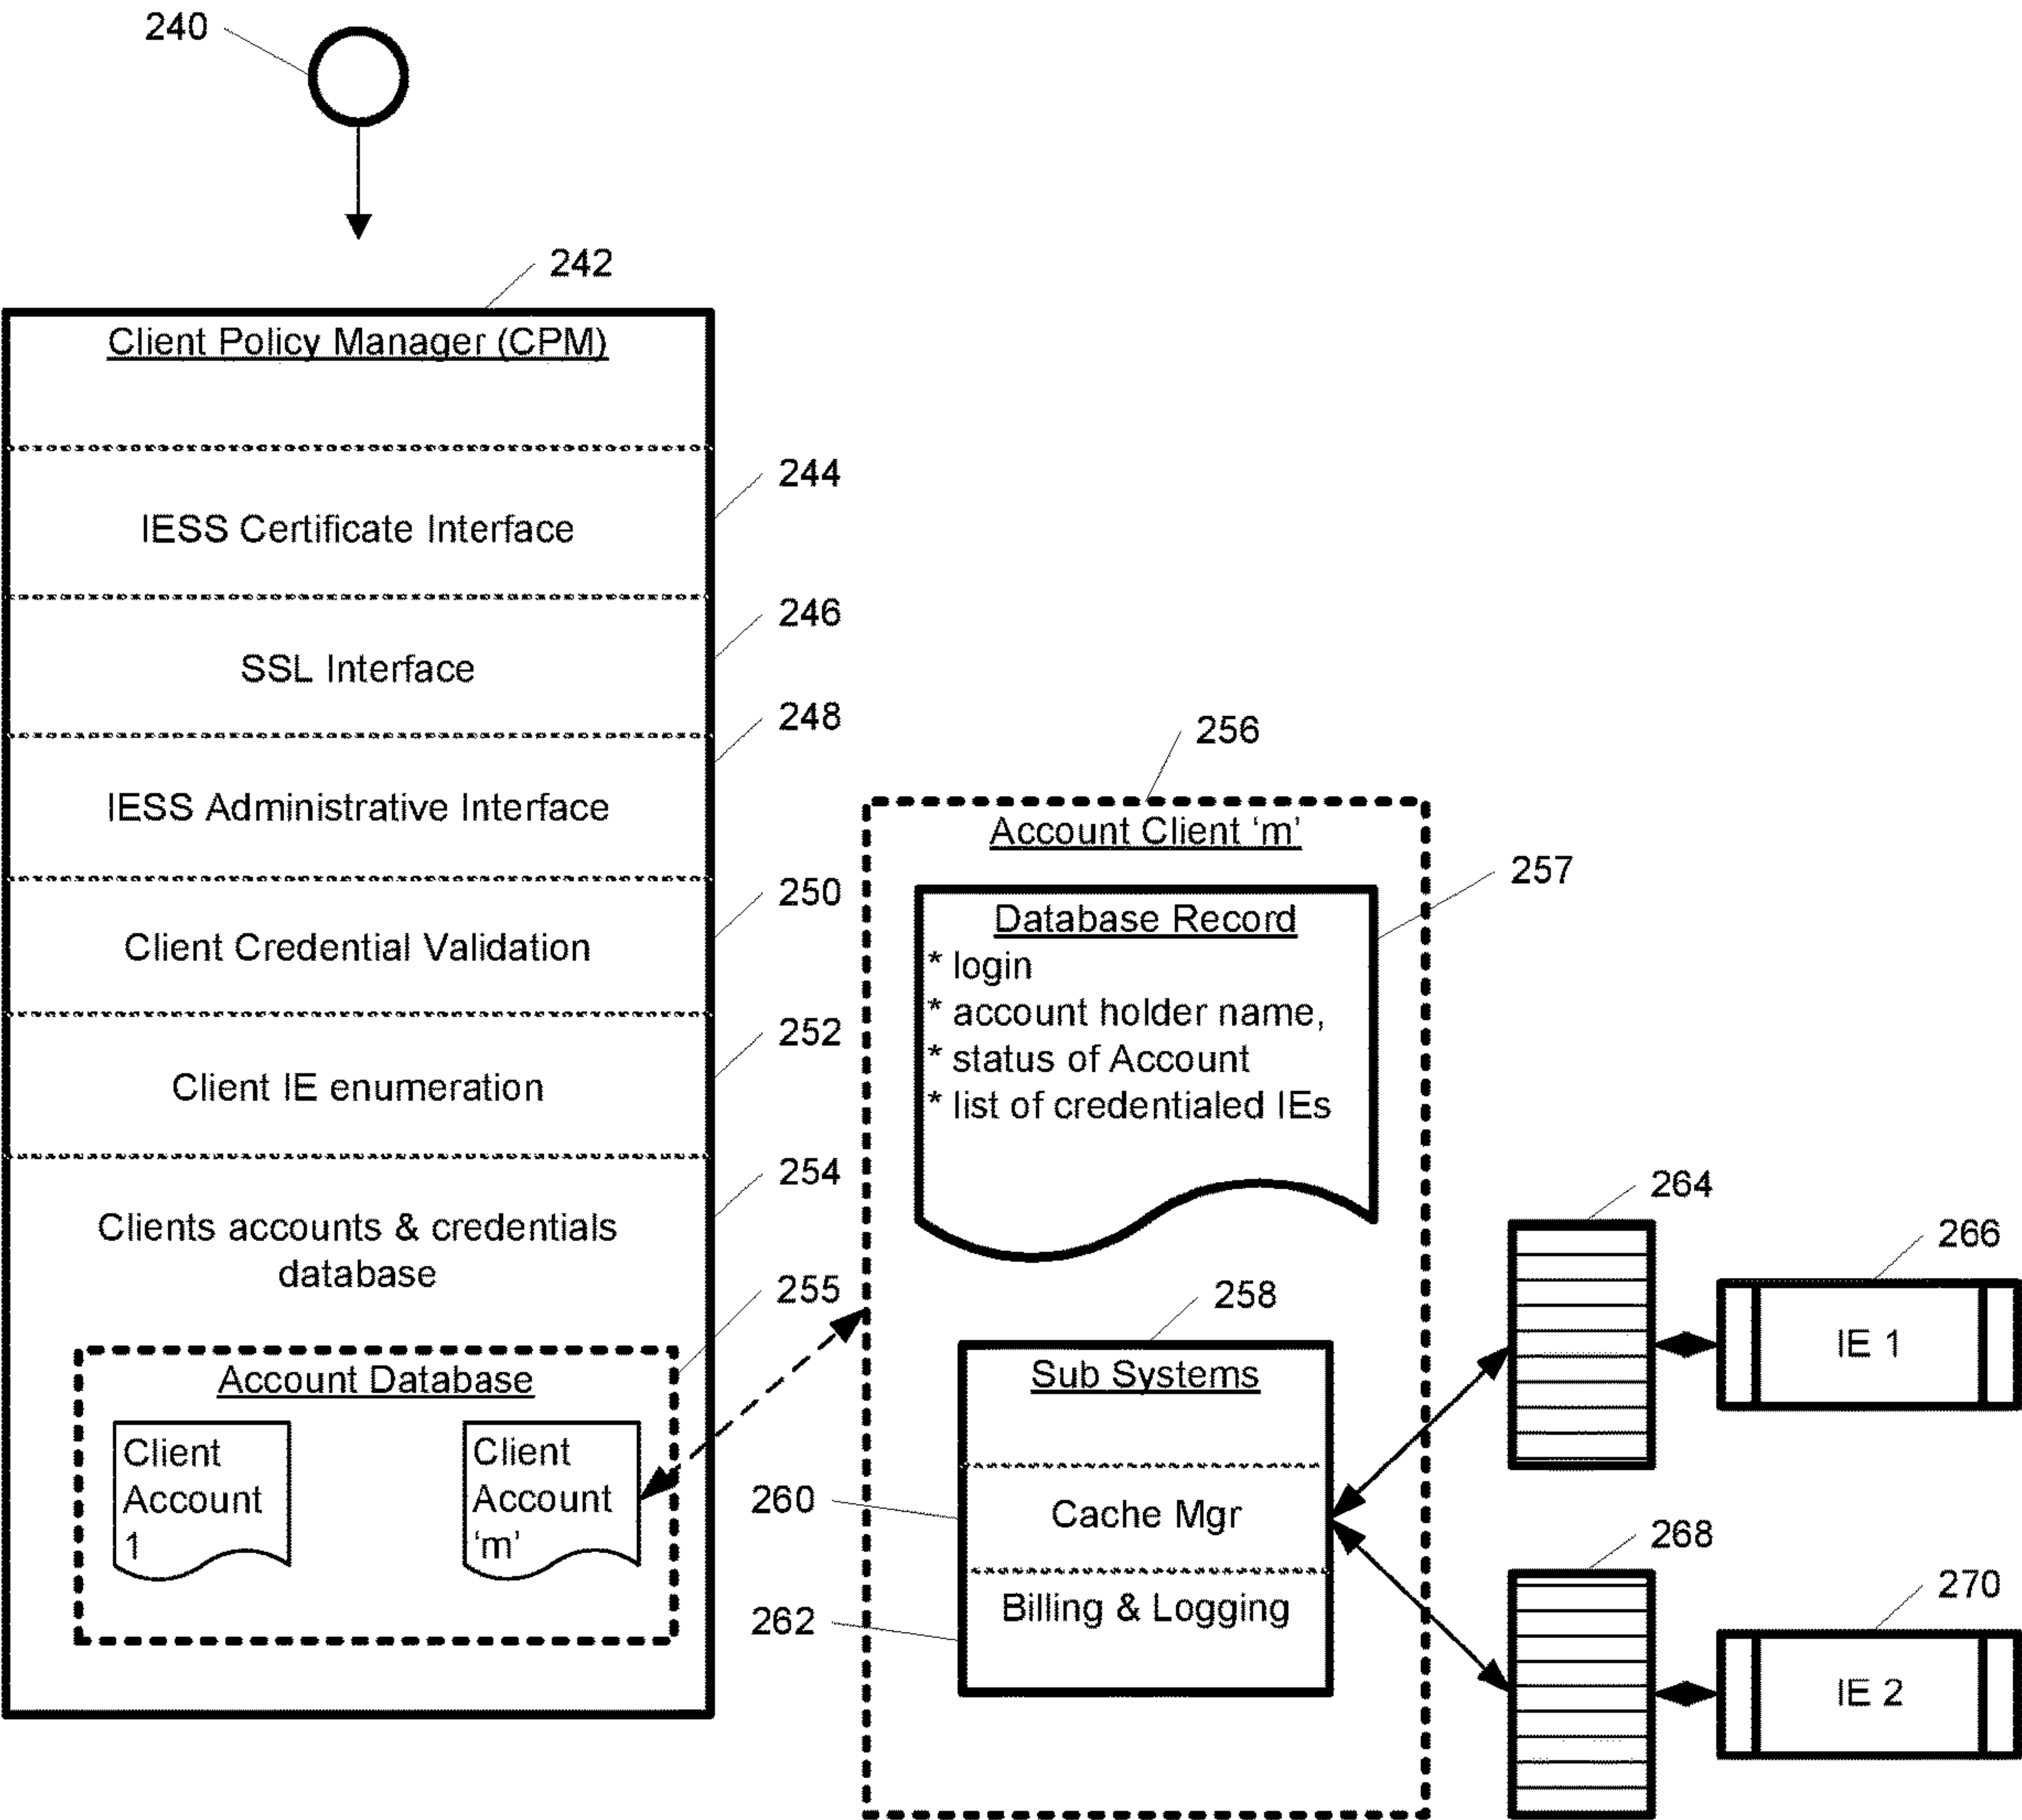 240
242
Client Policy Manager (CPM)
244
IESS Certificate Interface
246
SSL Interface
248
IESS Administrative Interface
250
Client Credential Validation
252
Client IE enumeration
254
Clients accounts & credentials
database
255
Account Database
Client
Account
1
Client
Account
'm'
256
Account Client 'm'
257
Database Record
* login
* account holder name,
* status of Account
* list of credentialed IEs
258
Sub Systems
260
Cache Mgr
262
Billing & Logging
264
266
IE 1
268
270
IE 2